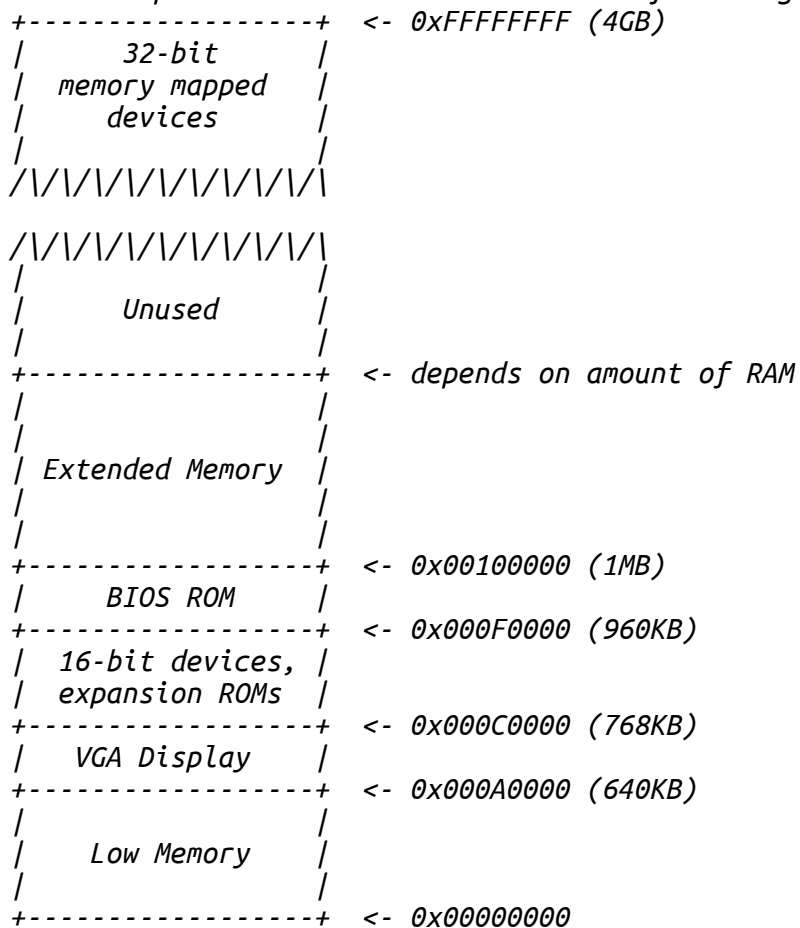 +------------------+ <- 0xFFFFFFFF (4GB)
| 32-bit |
| memory mapped |
| devices |
| |
/\/\/\/\/\/\/\/\/\/\
/\/\/\/\/\/\/\/\/\/\
| |
| Unused |
| |
+------------------+ <- depends on amount of RAM
| |
| |
| Extended Memory |
| |
| |
+------------------+ <- 0x00100000 (1MB)
| BIOS ROM |
+------------------+ <- 0x000F0000 (960KB)
| 16-bit devices, |
| expansion ROMs |
+------------------+ <- 0x000C0000 (768KB)
| VGA Display |
+------------------+ <- 0x000A0000 (640KB)
| |
| Low Memory |
| |
+------------------+ <- 0x00000000